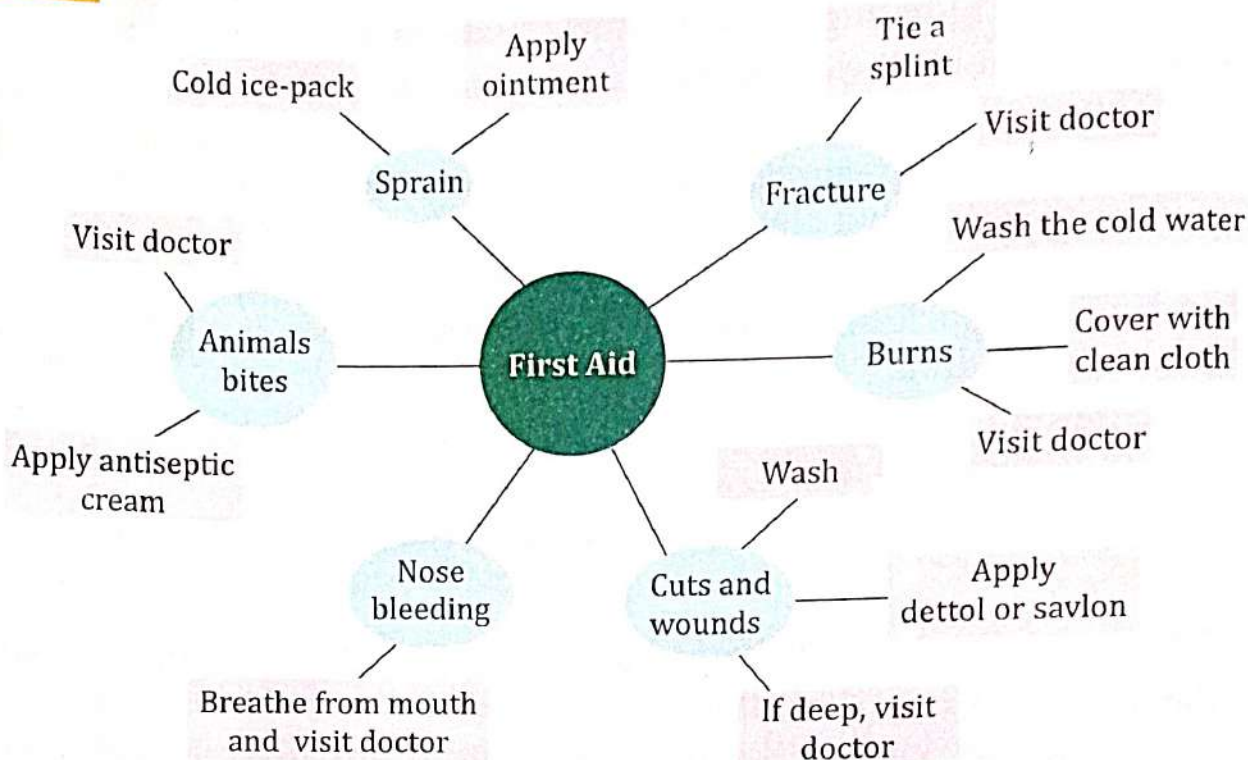 First Aid
Sprain
Cold ice-pack
Apply
ointment
Fracture
Tie a
splint
Visit doctor
Burns
Wash the cold water
Cover with
clean cloth
Visit doctor
Cuts and
wounds
Wash
Apply
dettol or savlon
If deep, visit
doctor
Nose
bleeding
Breathe from mouth
and visit doctor
Animals
bites
Visit doctor
Apply antiseptic
cream